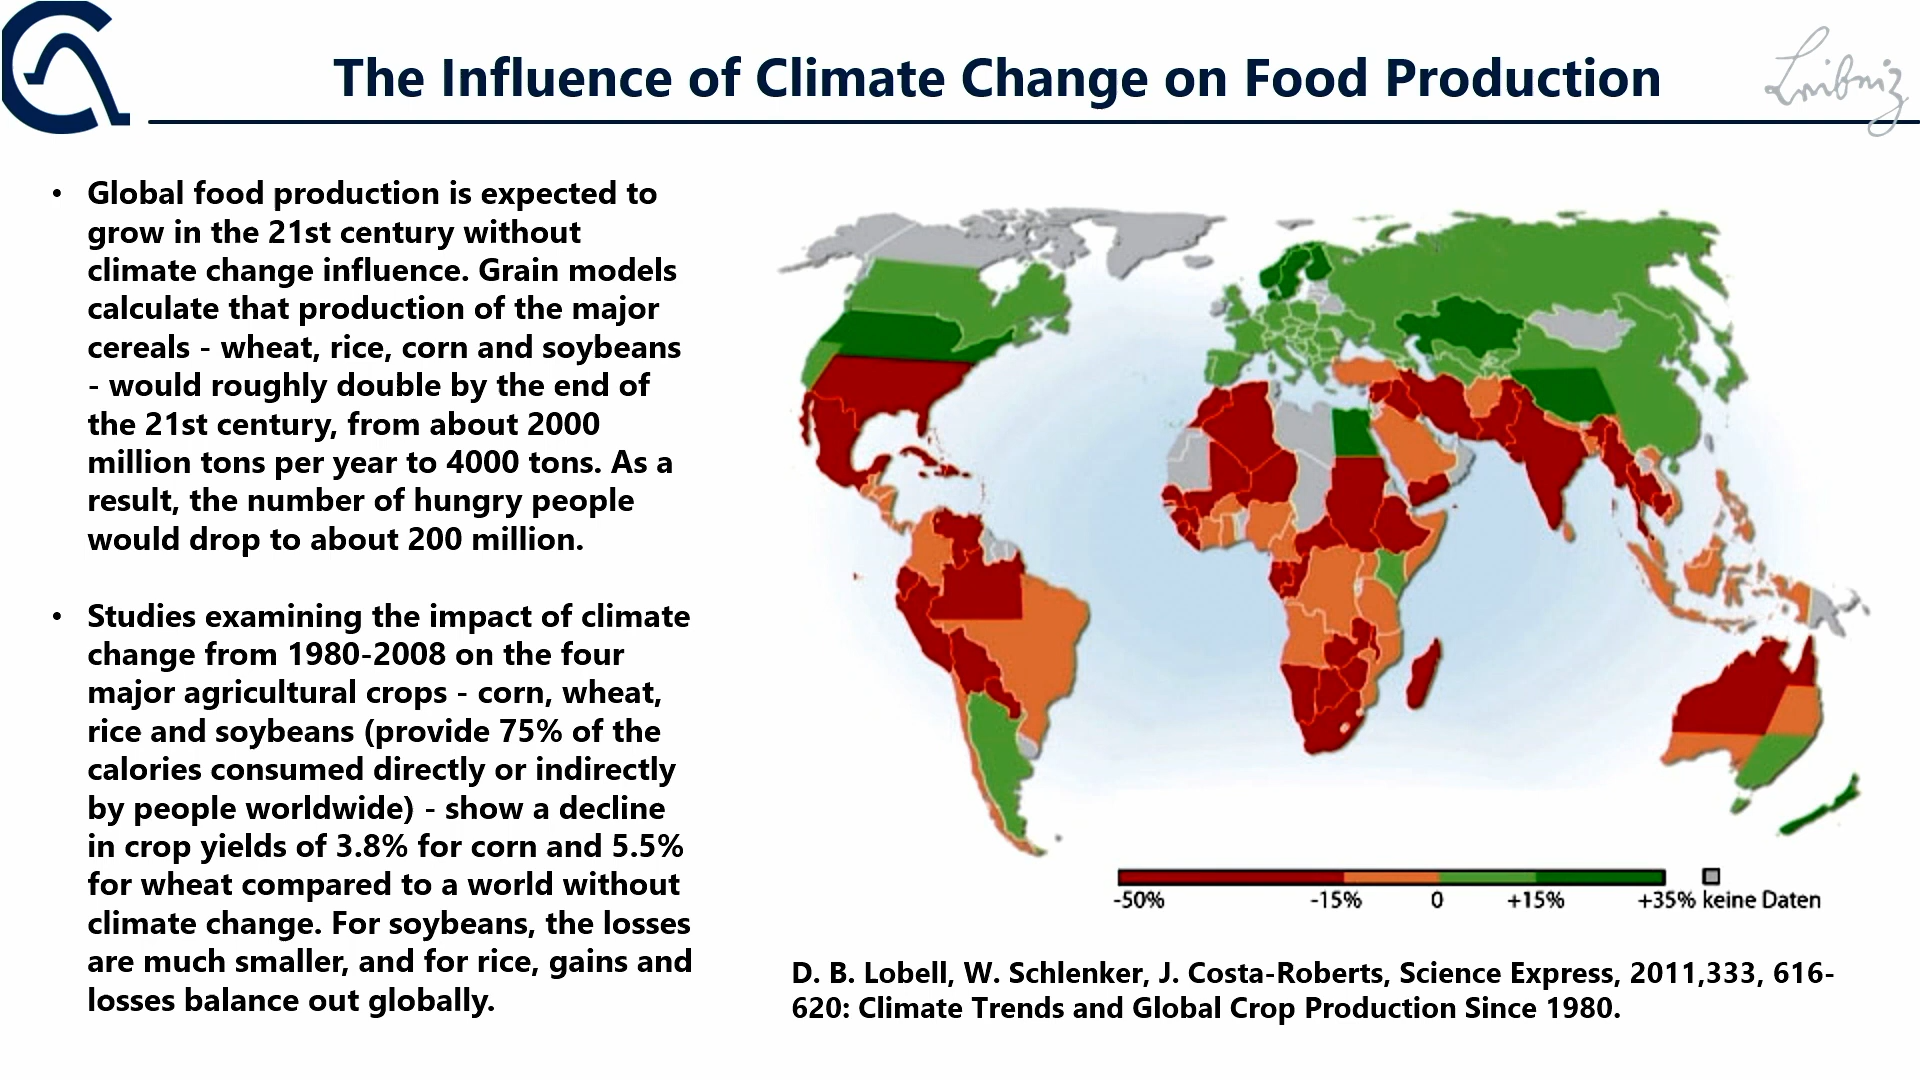 The Influence of Climate Change on Food Production
Leibniz
• Global food production is expected to
grow in the 21st century without
climate change influence. Grain models
calculate that production of the major
cereals - wheat, rice, corn and soybeans
- would roughly double by the end of
the 21st century, from about 2000
million tons per year to 4000 tons. As a
result, the number of hungry people
would drop to about 200 million.
• Studies examining the impact of climate
change from 1980-2008 on the four
major agricultural crops - corn, wheat,
rice and soybeans (provide 75% of the
calories consumed directly or indirectly
by people worldwide) - show a decline
in crop yields of 3.8% for corn and 5.5%
for wheat compared to a world without
climate change. For soybeans, the losses
are much smaller, and for rice, gains and
losses balance out globally.
-50% -15% 0 +15% +35% keine Daten
D. B. Lobell, W. Schlenker, J. Costa-Roberts, Science Express, 2011,333, 616-
620: Climate Trends and Global Crop Production Since 1980.